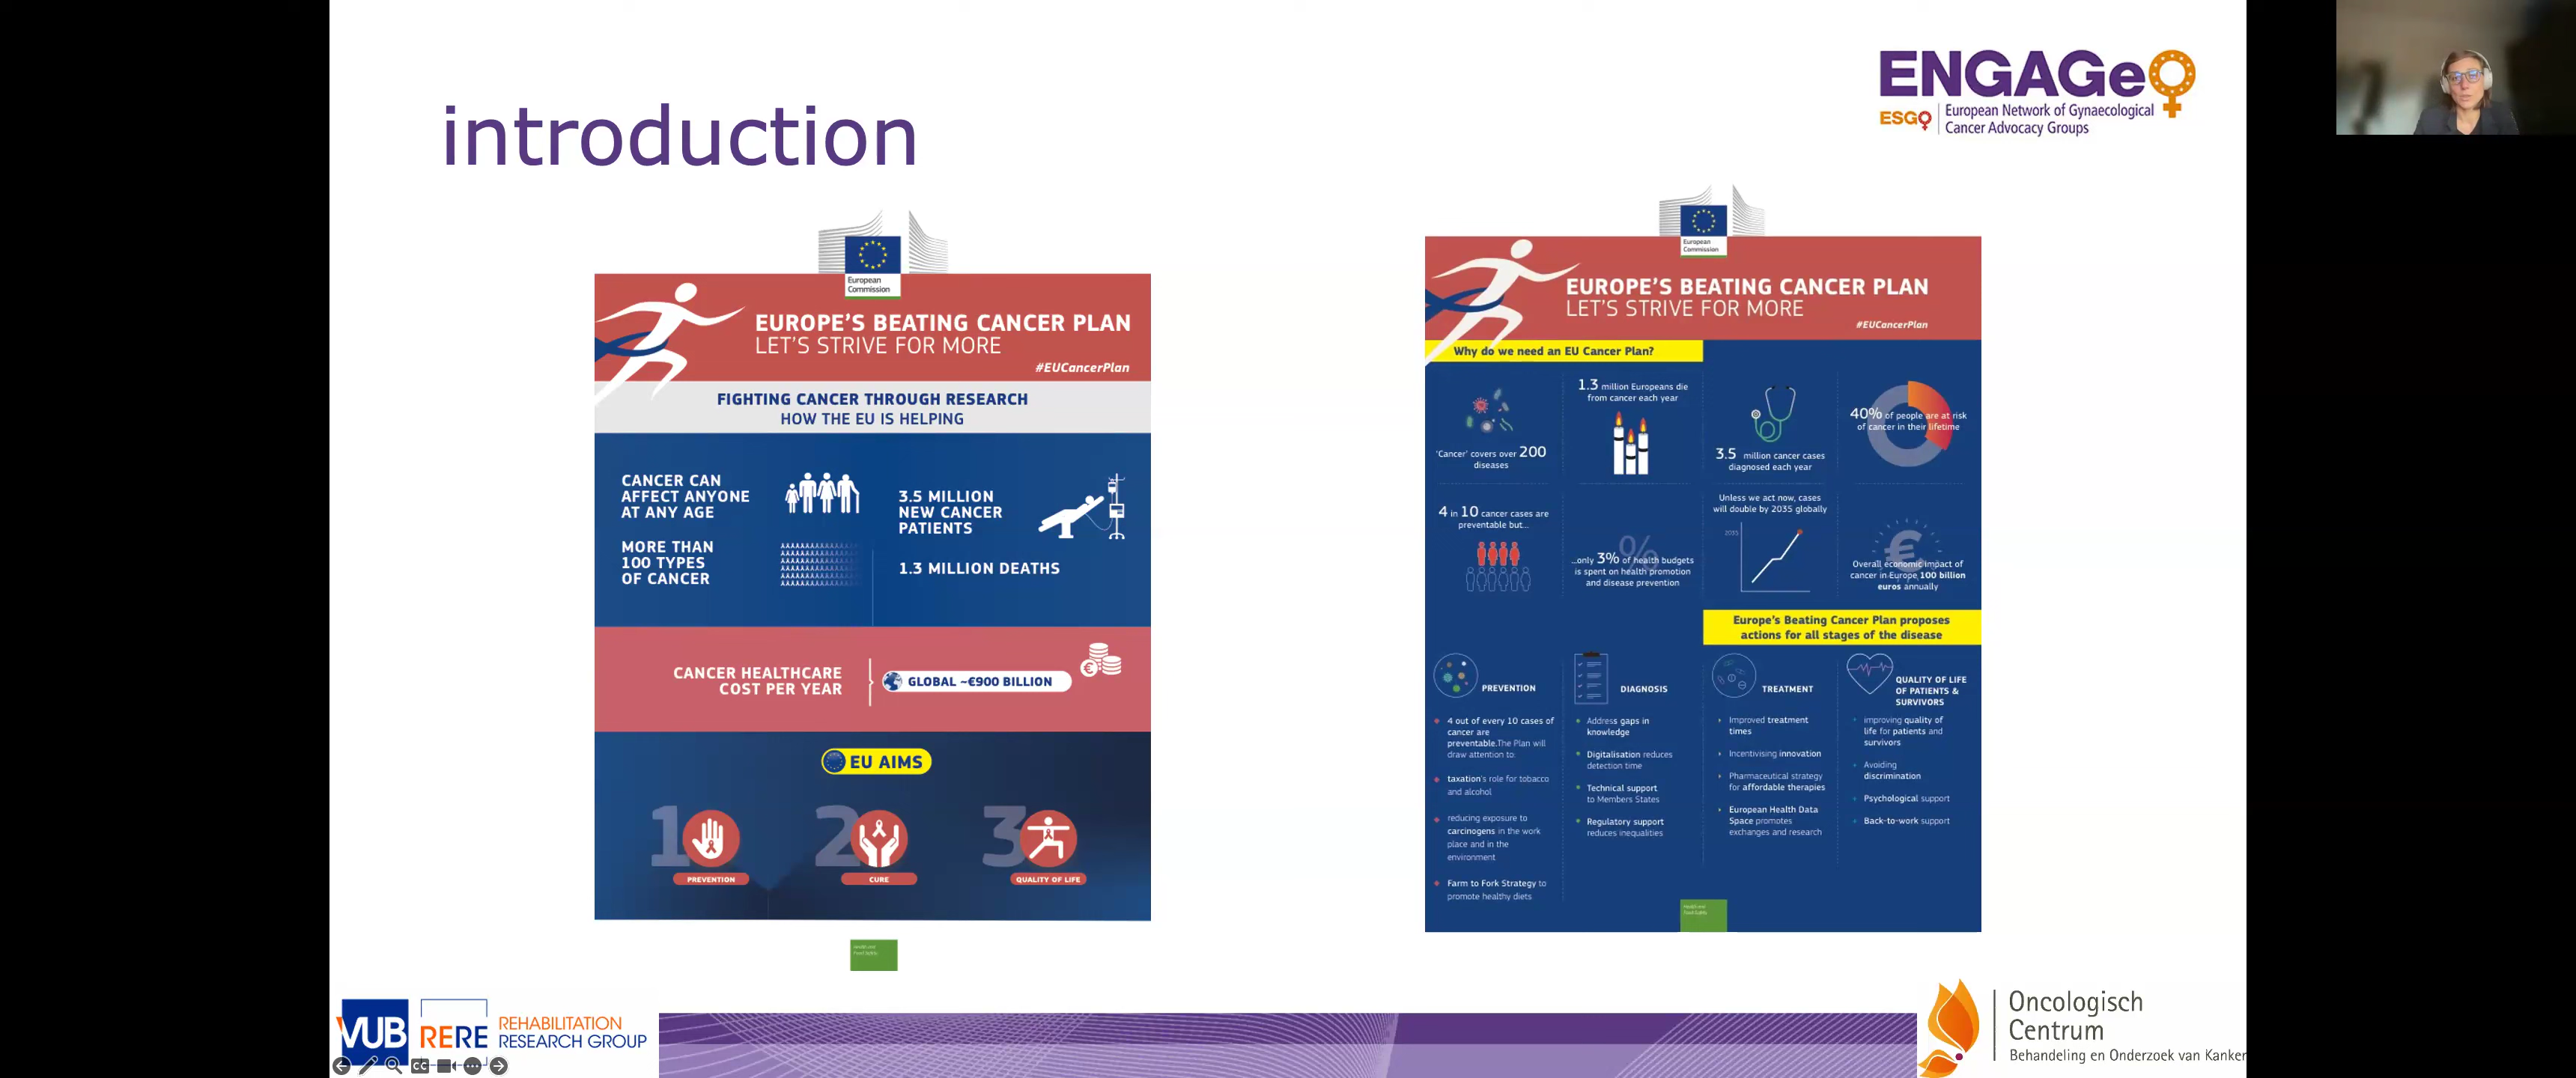 introduction
ENGAGe
ESGO
European Network of Gynaecological
Cancer Advocacy Groups
European
Commission
EUROPE'S BEATING CANCER PLAN
LET'S STRIVE FOR MORE
#EUCancerPlan
FIGHTING CANCER THROUGH RESEARCH
HOW THE EU IS HELPING
CANCER CAN
AFFECT ANYONE
AT ANY AGE
MORE THAN
100 TYPES
OF CANCER
3.5 MILLION
NEW CANCER
PATIENTS
1.3 MILLION DEATHS
CANCER HEALTHCARE
COST PER YEAR
GLOBAL ~€900 BILLION
EU AIMS
1
PREVENTION
2
CURE
3
QUALITY OF LIFE
Health and
Food Safety
European
Commission
EUROPE'S BEATING CANCER PLAN
LET'S STRIVE FOR MORE
#EUCancerPlan
Why do we need an EU Cancer Plan?
'Cancer' covers over 200
diseases
1.3 million Europeans die
from cancer each year
3.5 million cancer cases
diagnosed each year
40% of people are at risk
of cancer in their lifetime
4 in 10 cancer cases are
preventable but...
%
...only 3% of health budgets
is spent on health promotion
and disease prevention
Unless we act now, cases
will double by 2035 globally
2035
€
Overall economic impact of
cancer in Europe 100 billion
euros annually
Europe's Beating Cancer Plan proposes
actions for all stages of the disease
PREVENTION
4 out of every 10 cases of
cancer are
preventable.The Plan will
draw attention to:
taxation's role for tobacco
and alcohol
reducing exposure to
carcinogens in the work
place and in the
environment
Farm to Fork Strategy to
promote healthy diets
DIAGNOSIS
Address gaps in
knowledge
Digitalisation reduces
detection time
Technical support
to Members States
Regulatory support
reduces inequalities
TREATMENT
Improved treatment
times
Incentivising innovation
Pharmaceutical strategy
for affordable therapies
European Health Data
Space promotes
exchanges and research
QUALITY OF LIFE
OF PATIENTS &
SURVIVORS
improving quality of
life for patients and
survivors
Avoiding
discrimination
Psychological support
Back-to-work support
Health and
Food Safety
VUB
RERE
REHABILITATION
RESEARCH GROUP
CC
Oncologisch
Centrum
Behandeling en Onderzoek van Kanker